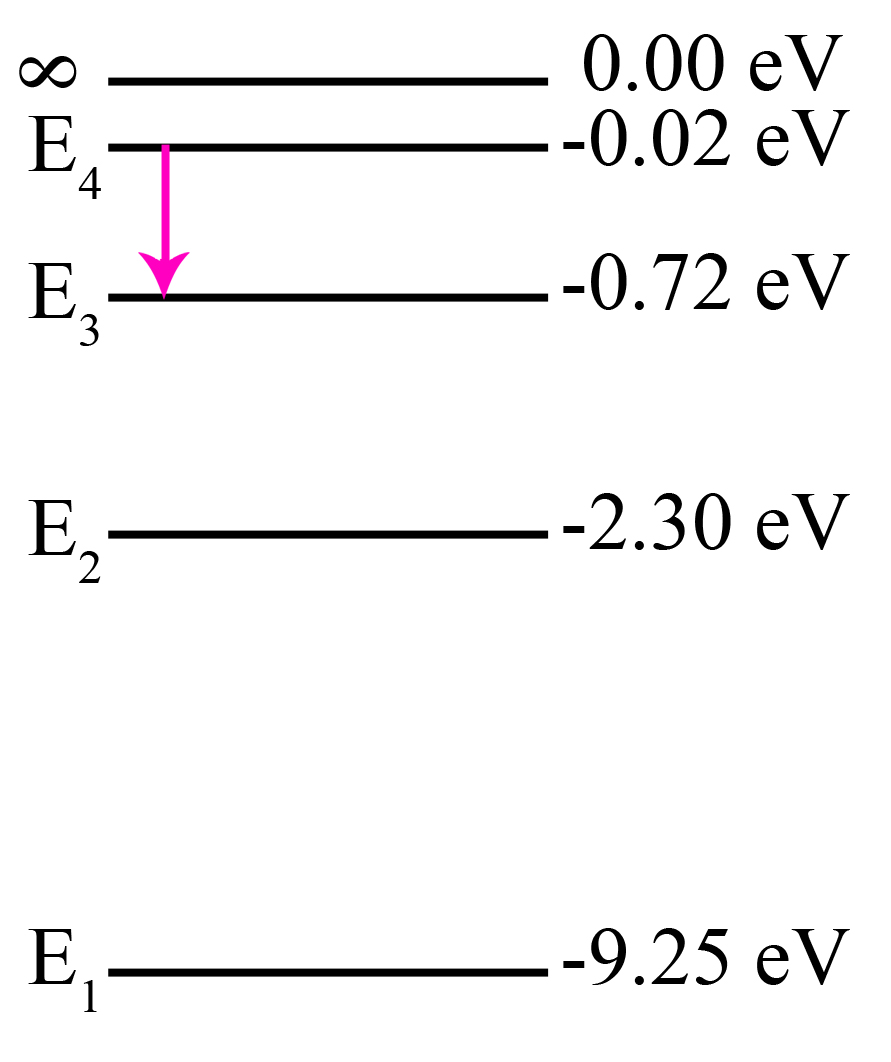 ∞ 0.00 eV
E₄ -0.02 eV
E₃ -0.72 eV
E₂ -2.30 eV
E₁ -9.25 eV